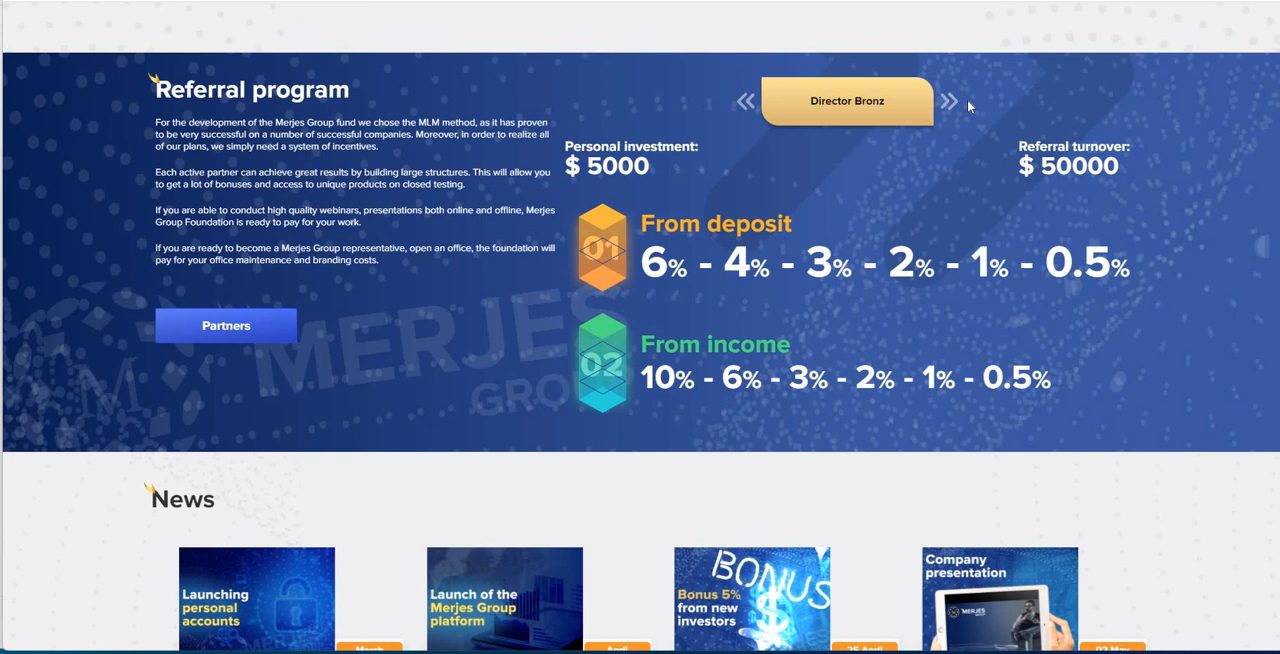 Referral program
For the development of the Merjes Group fund we chose the MLM method, as it has proven
to be very successful on a number of successful companies. Moreover, in order to realize all
of our plans, we simply need a system of incentives.
Each active partner can achieve great results by building large structures. This will allow you
to get a lot of bonuses and access to unique products on closed testing.
If you are able to conduct high quality webinars, presentations both online and offline, Merjes
Group Foundation is ready to pay for your work.
If you are ready to become a Merjes Group representative, open an office, the foundation will
pay for your office maintenance and branding costs.
Partners
MERJES
GRO
M
Director Bronz
Personal investment:
$ 5000
Referral turnover:
$ 50000
01
From deposit
6% - 4% - 3% - 2% - 1% - 0.5%
02
From income
10% - 6% - 3% - 2% - 1% - 0.5%
News
Launching
personal
accounts
March
Launch of the
Merjes Group
platform
April
BONUS
$
Bonus 5%
from new
investors
25 April
Company
presentation
MERJES
02 May